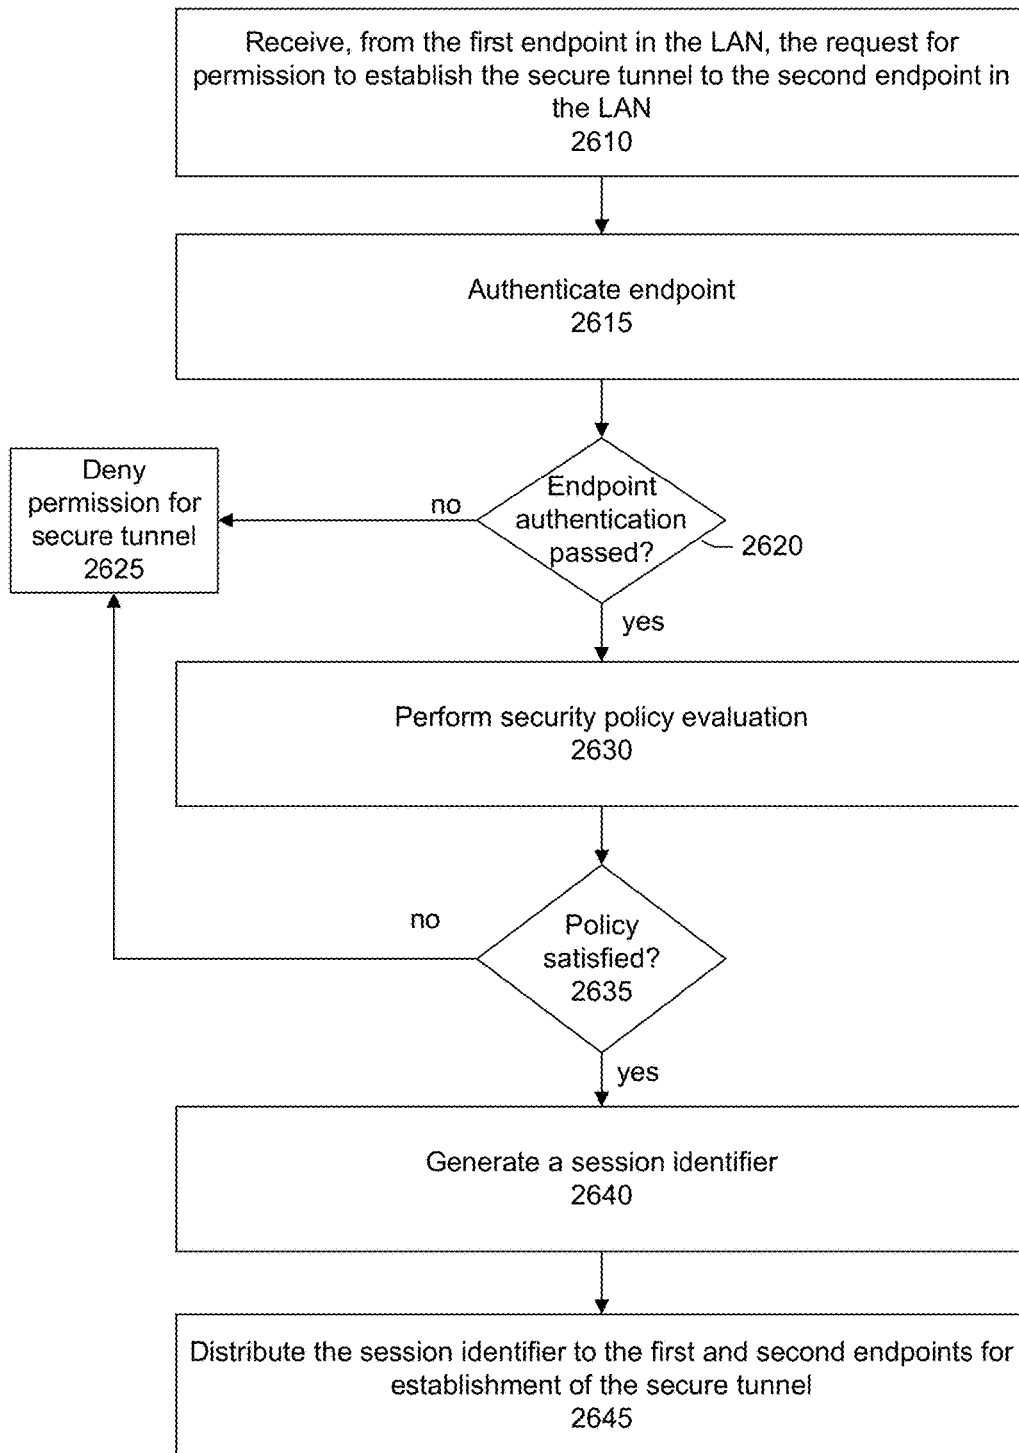 Receive, from the first endpoint in the LAN, the request for
permission to establish the secure tunnel to the second endpoint in
the LAN
2610
Authenticate endpoint
2615
Endpoint
authentication
passed?
2620
no
Deny
permission for
secure tunnel
2625
yes
Perform security policy evaluation
2630
no
Policy
satisfied?
2635
yes
Generate a session identifier
2640
Distribute the session identifier to the first and second endpoints for
establishment of the secure tunnel
2645